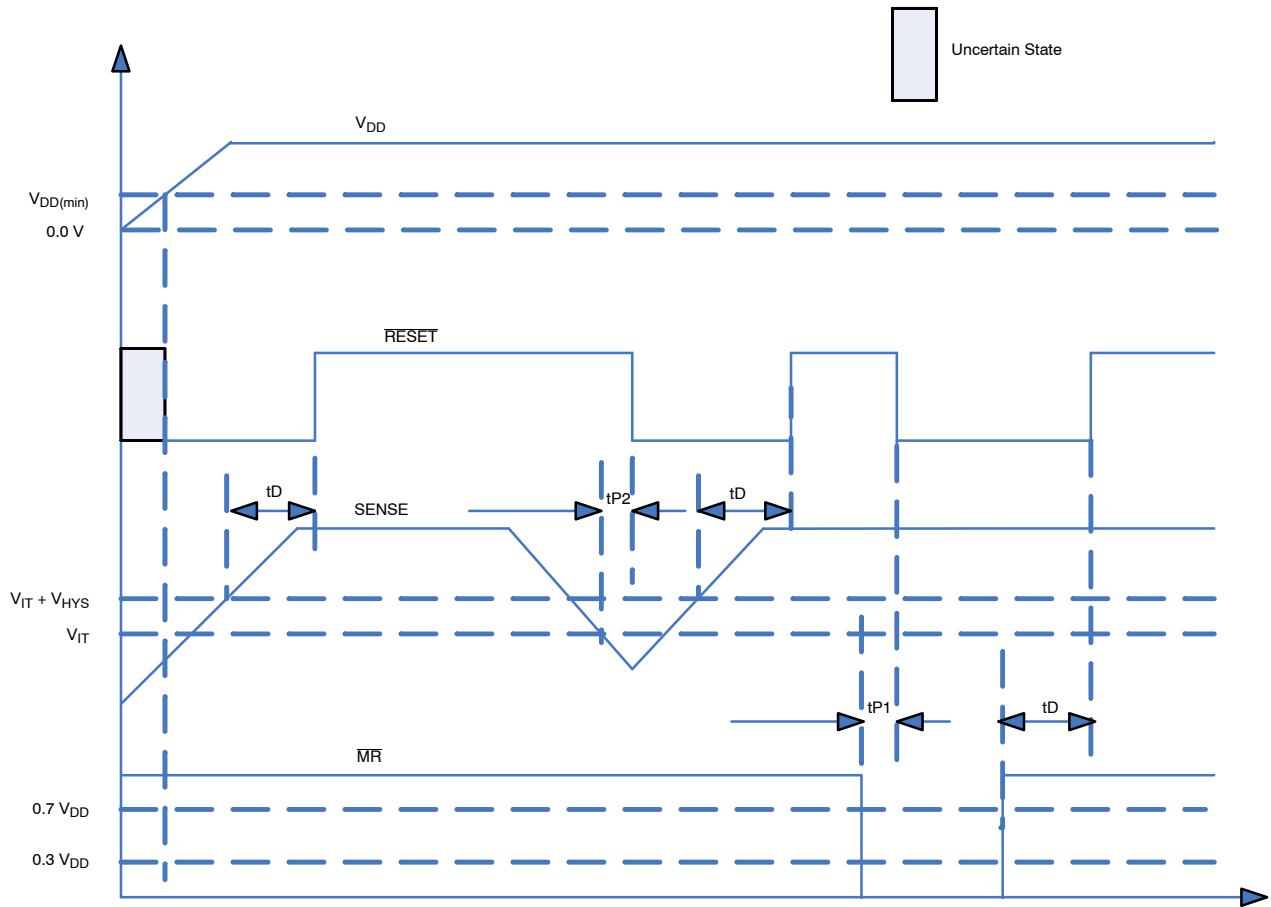 Uncertain State
VDD
VDD(min)
0.0 V
RESET
tD
SENSE
tP2
tD
VIT + VHYS
VIT
tP1
tD
MR
0.7 VDD
0.3 VDD